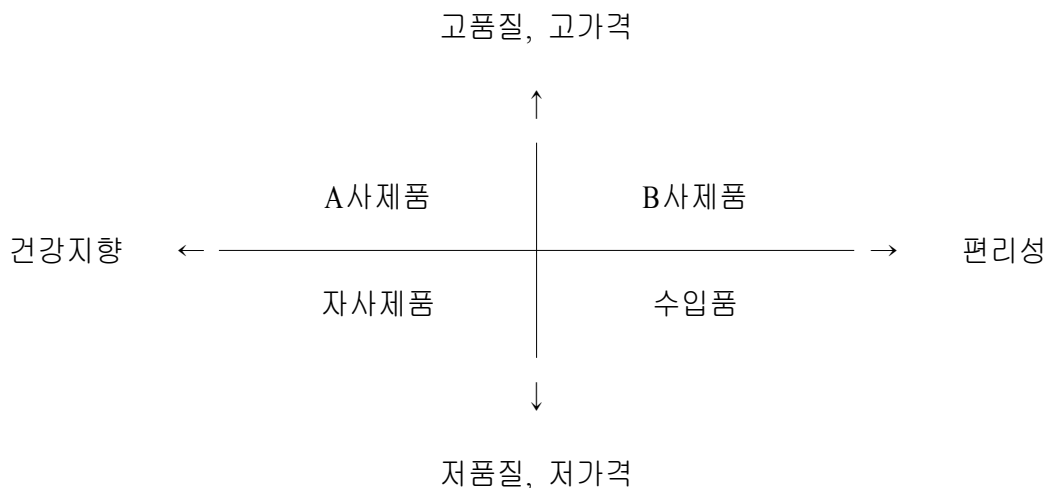 고품질, 고가격
↑
A사제품 B사제품
건강지향 ← → 편리성
자사제품 수입품
↓
저품질, 저가격